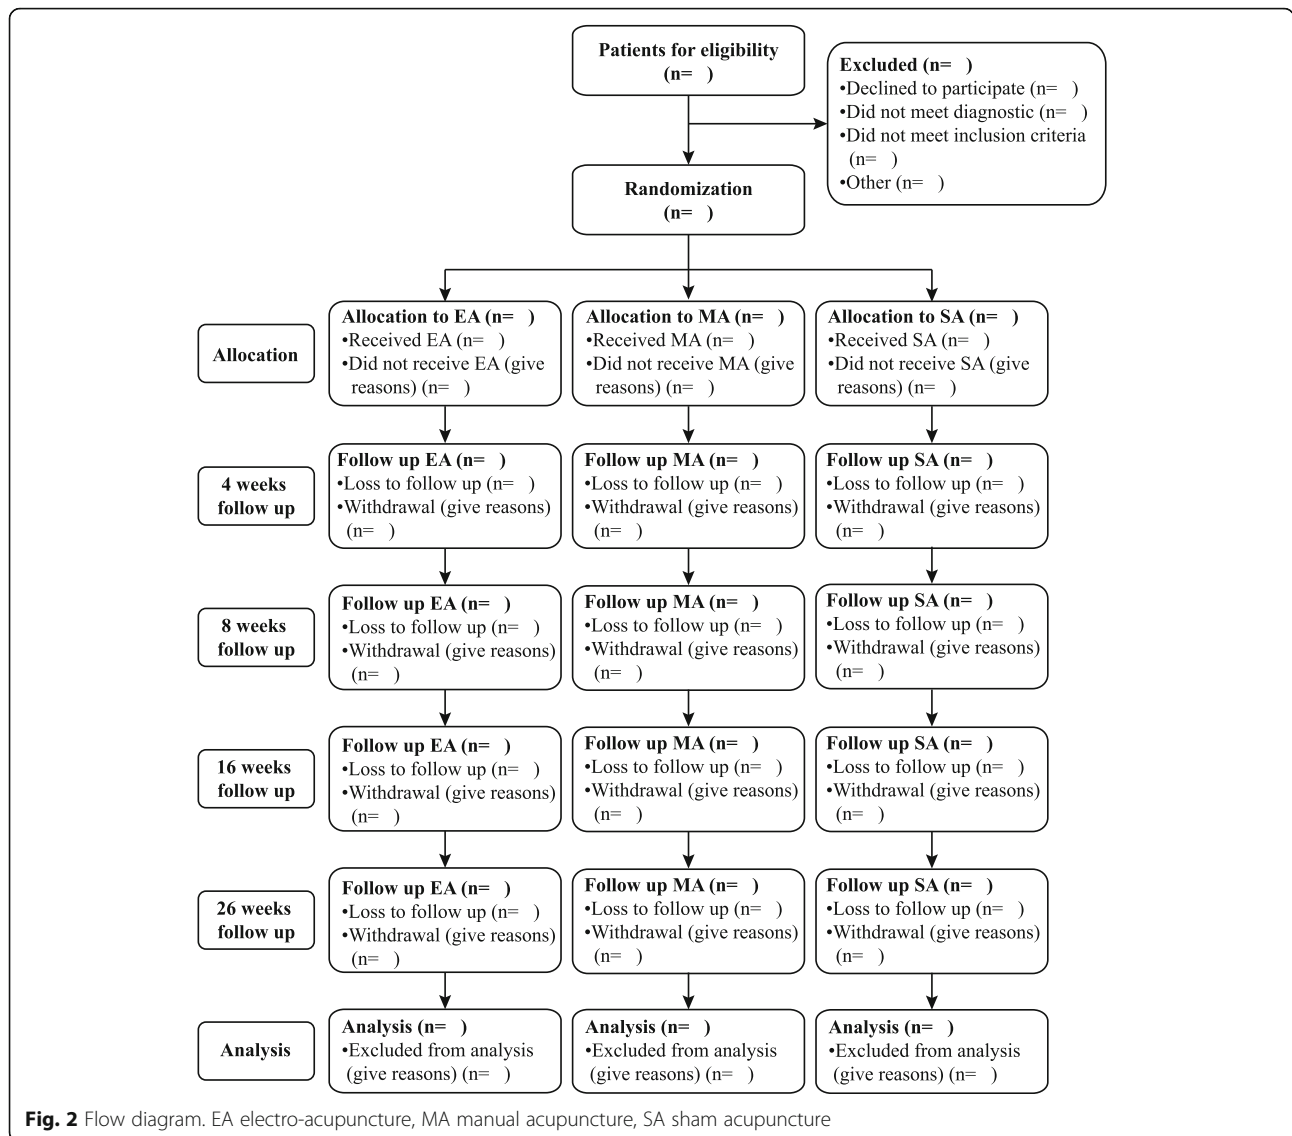 Patients for eligibility
(n=   )
Excluded (n=   )
•Declined to participate (n=   )
•Did not meet diagnostic (n=   )
•Did not meet inclusion criteria
(n=   )
•Other (n=   )
Randomization
(n=   )
Allocation
Allocation to EA (n=   )
•Received EA (n=   )
•Did not receive EA (give
reasons) (n=   )
Allocation to MA (n=   )
•Received MA (n=   )
•Did not receive MA (give
reasons) (n=   )
Allocation to SA (n=   )
•Received SA (n=   )
•Did not receive SA (give
reasons) (n=   )
4 weeks
follow up
Follow up EA (n=   )
•Loss to follow up (n=   )
•Withdrawal (give reasons)
(n=   )
Follow up MA (n=   )
•Loss to follow up (n=   )
•Withdrawal (give reasons)
(n=   )
Follow up SA (n=   )
•Loss to follow up (n=   )
•Withdrawal (give reasons)
(n=   )
8 weeks
follow up
Follow up EA (n=   )
•Loss to follow up (n=   )
•Withdrawal (give reasons)
(n=   )
Follow up MA (n=   )
•Loss to follow up (n=   )
•Withdrawal (give reasons)
(n=   )
Follow up SA (n=   )
•Loss to follow up (n=   )
•Withdrawal (give reasons)
(n=   )
16 weeks
follow up
Follow up EA (n=   )
•Loss to follow up (n=   )
•Withdrawal (give reasons)
(n=   )
Follow up MA (n=   )
•Loss to follow up (n=   )
•Withdrawal (give reasons)
(n=   )
Follow up SA (n=   )
•Loss to follow up (n=   )
•Withdrawal (give reasons)
(n=   )
26 weeks
follow up
Follow up EA (n=   )
•Loss to follow up (n=   )
•Withdrawal (give reasons)
(n=   )
Follow up MA (n=   )
•Loss to follow up (n=   )
•Withdrawal (give reasons)
(n=   )
Follow up SA (n=   )
•Loss to follow up (n=   )
•Withdrawal (give reasons)
(n=   )
Analysis
Analysis (n=   )
•Excluded from analysis
(give reasons) (n=   )
Analysis (n=   )
•Excluded from analysis
(give reasons) (n=   )
Analysis (n=   )
•Excluded from analysis
(give reasons) (n=   )
Fig. 2 Flow diagram. EA electro-acupuncture, MA manual acupuncture, SA sham acupuncture